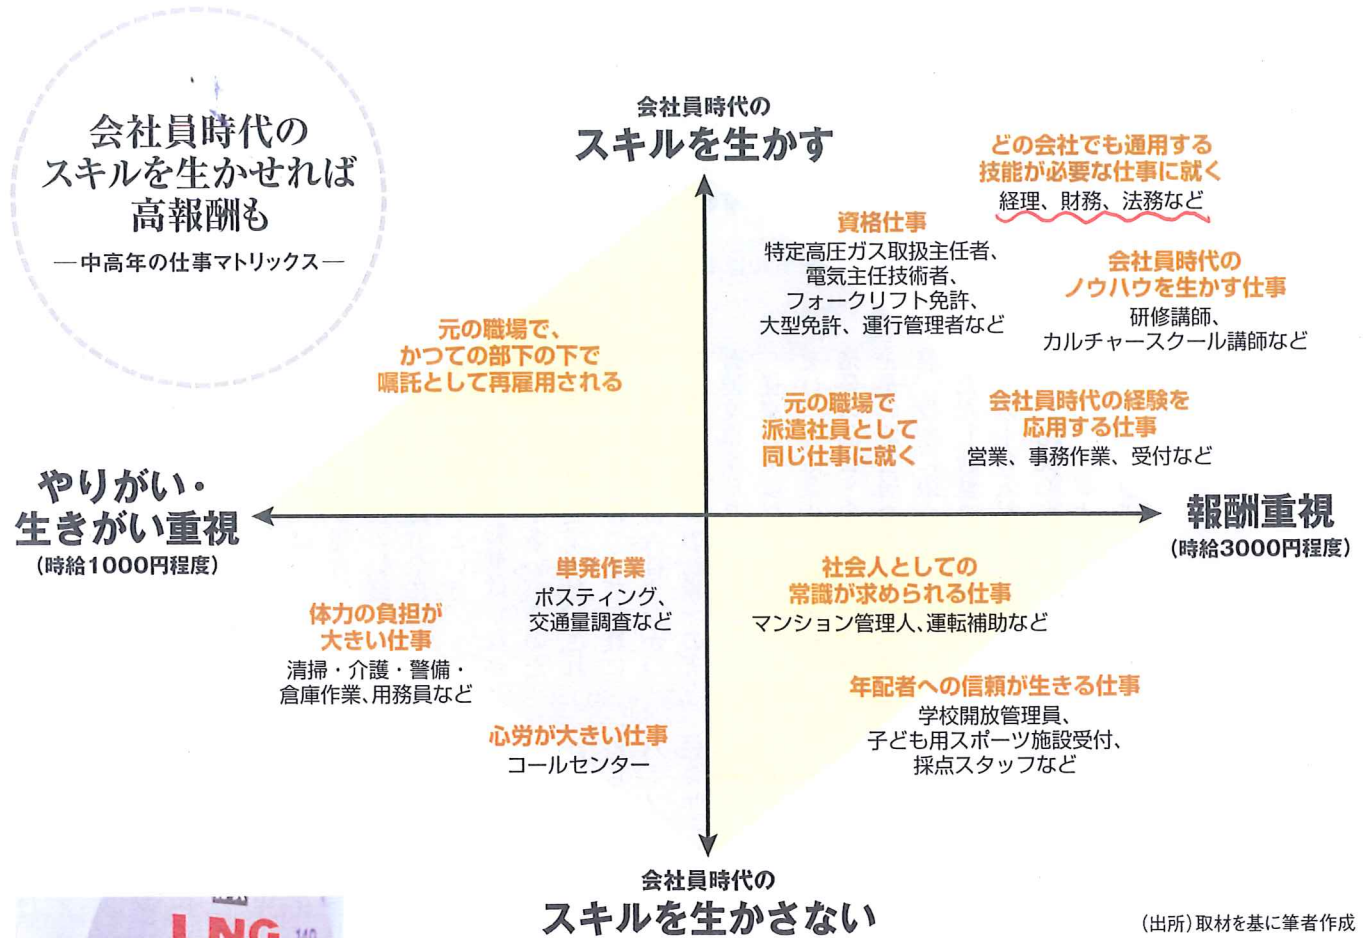 会社員時代の
スキルを生かせれば
高報酬も
―中高年の仕事マトリックス―
会社員時代の
スキルを生かす
どの会社でも通用する
技能が必要な仕事に就く
経理、財務、法務など
資格仕事
特定高圧ガス取扱主任者、
電気主任技術者、
フォークリフト免許、
大型免許、運行管理者など
会社員時代の
ノウハウを生かす仕事
研修講師、
カルチャースクール講師など
元の職場で、
かつての部下の下で
嘱託として再雇用される
元の職場で
派遣社員として
同じ仕事に就く
会社員時代の経験を
応用する仕事
営業、事務作業、受付など
やりがい・
生きがい重視
(時給1000円程度)
報酬重視
(時給3000円程度)
単発作業
ポスティング、
交通量調査など
体力の負担が
大きい仕事
清掃・介護・警備・
倉庫作業、用務員など
心労が大きい仕事
コールセンター
社会人としての
常識が求められる仕事
マンション管理人、運転補助など
年配者への信頼が生きる仕事
学校開放管理員、
子ども用スポーツ施設受付、
採点スタッフなど
会社員時代の
スキルを生かさない
(出所)取材を基に筆者作成
LNG